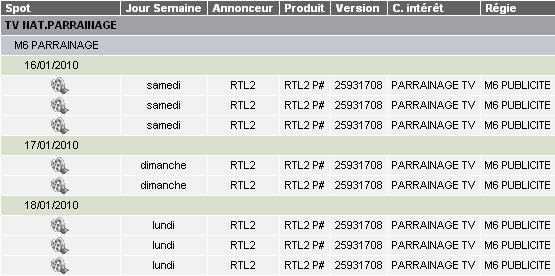 Spot Jour Semaine Annonceur Produit Version C. intérêt Régie
TV NAT.PARRAINAGE
M6 PARRAINAGE
16/01/2010
samedi RTL2 RTL2 P# 25931708 PARRAINAGE TV M6 PUBLICITE
samedi RTL2 RTL2 P# 25931708 PARRAINAGE TV M6 PUBLICITE
samedi RTL2 RTL2 P# 25931708 PARRAINAGE TV M6 PUBLICITE
17/01/2010
dimanche RTL2 RTL2 P# 25931708 PARRAINAGE TV M6 PUBLICITE
dimanche RTL2 RTL2 P# 25931708 PARRAINAGE TV M6 PUBLICITE
18/01/2010
lundi RTL2 RTL2 P# 25931708 PARRAINAGE TV M6 PUBLICITE
lundi RTL2 RTL2 P# 25931708 PARRAINAGE TV M6 PUBLICITE
lundi RTL2 RTL2 P# 25931708 PARRAINAGE TV M6 PUBLICITE